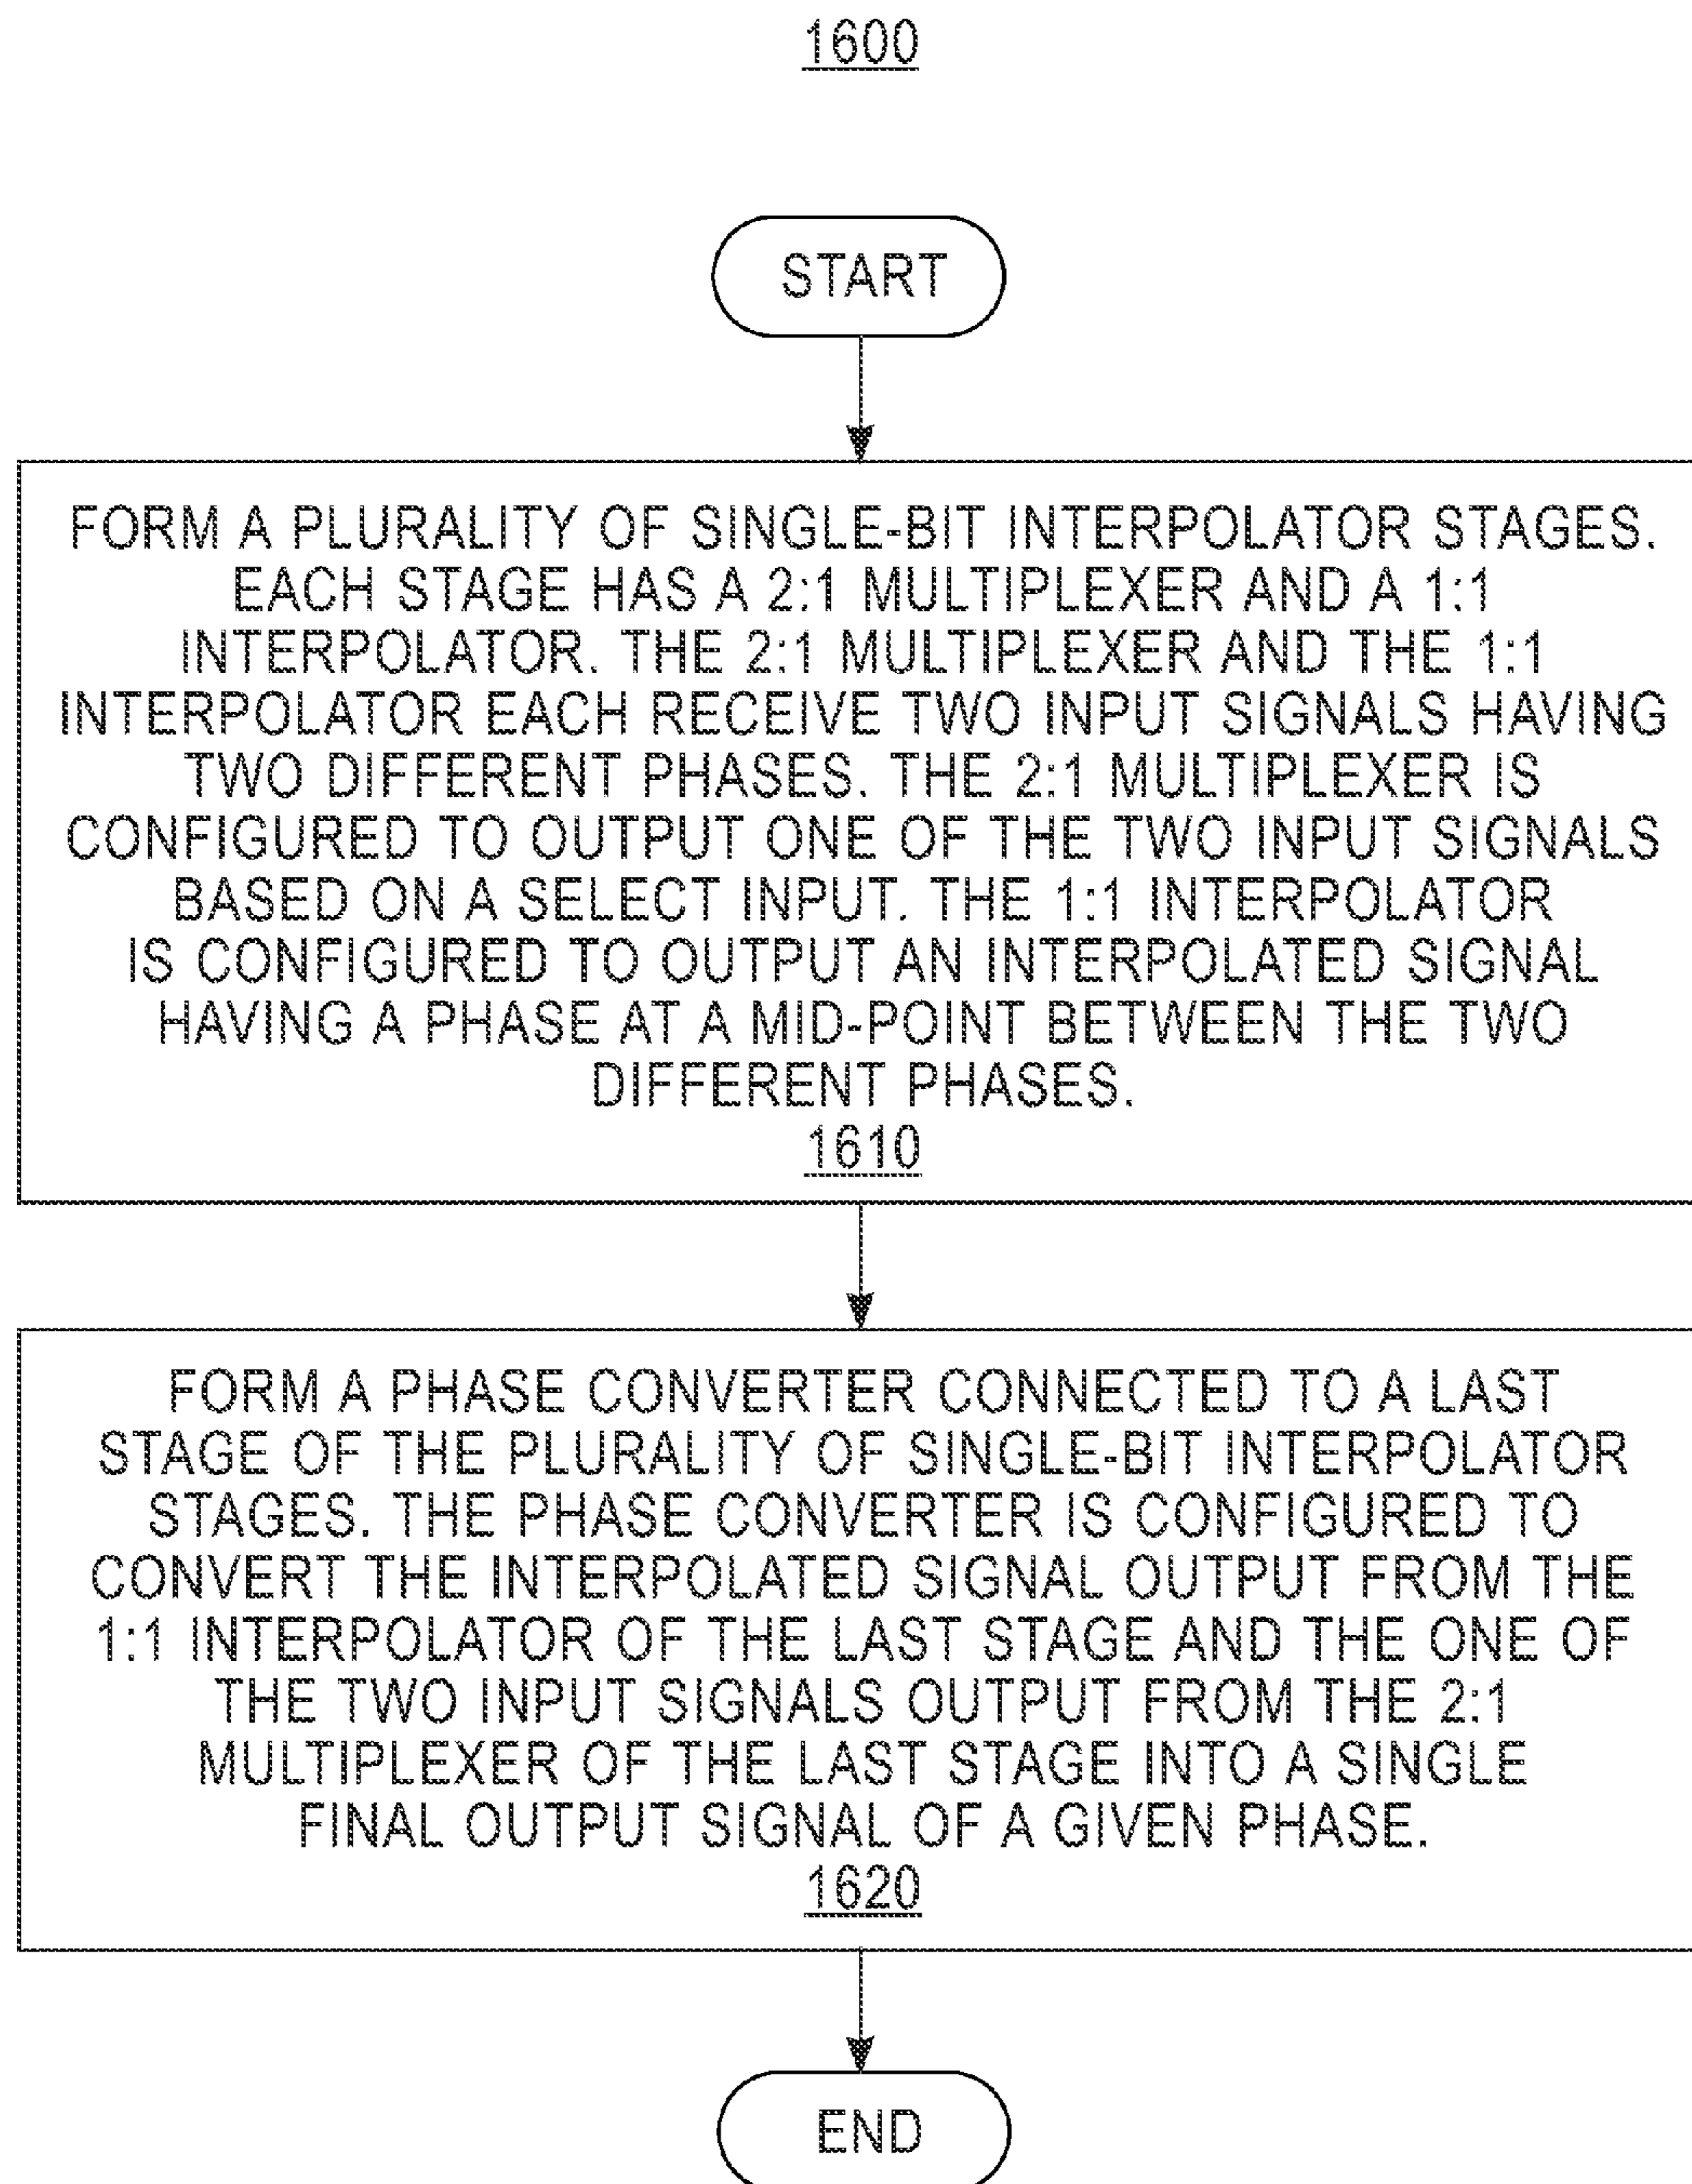 1600
START
FORM A PLURALITY OF SINGLE-BIT INTERPOLATOR STAGES.
EACH STAGE HAS A 2:1 MULTIPLEXER AND A 1:1
INTERPOLATOR. THE 2:1 MULTIPLEXER AND THE 1:1
INTERPOLATOR EACH RECEIVE TWO INPUT SIGNALS HAVING
TWO DIFFERENT PHASES. THE 2:1 MULTIPLEXER IS
CONFIGURED TO OUTPUT ONE OF THE TWO INPUT SIGNALS
BASED ON A SELECT INPUT. THE 1:1 INTERPOLATOR
IS CONFIGURED TO OUTPUT AN INTERPOLATED SIGNAL
HAVING A PHASE AT A MID-POINT BETWEEN THE TWO
DIFFERENT PHASES.
1610
FORM A PHASE CONVERTER CONNECTED TO A LAST
STAGE OF THE PLURALITY OF SINGLE-BIT INTERPOLATOR
STAGES. THE PHASE CONVERTER IS CONFIGURED TO
CONVERT THE INTERPOLATED SIGNAL OUTPUT FROM THE
1:1 INTERPOLATOR OF THE LAST STAGE AND THE ONE OF
THE TWO INPUT SIGNALS OUTPUT FROM THE 2:1
MULTIPLEXER OF THE LAST STAGE INTO A SINGLE
FINAL OUTPUT SIGNAL OF A GIVEN PHASE.
1620
END